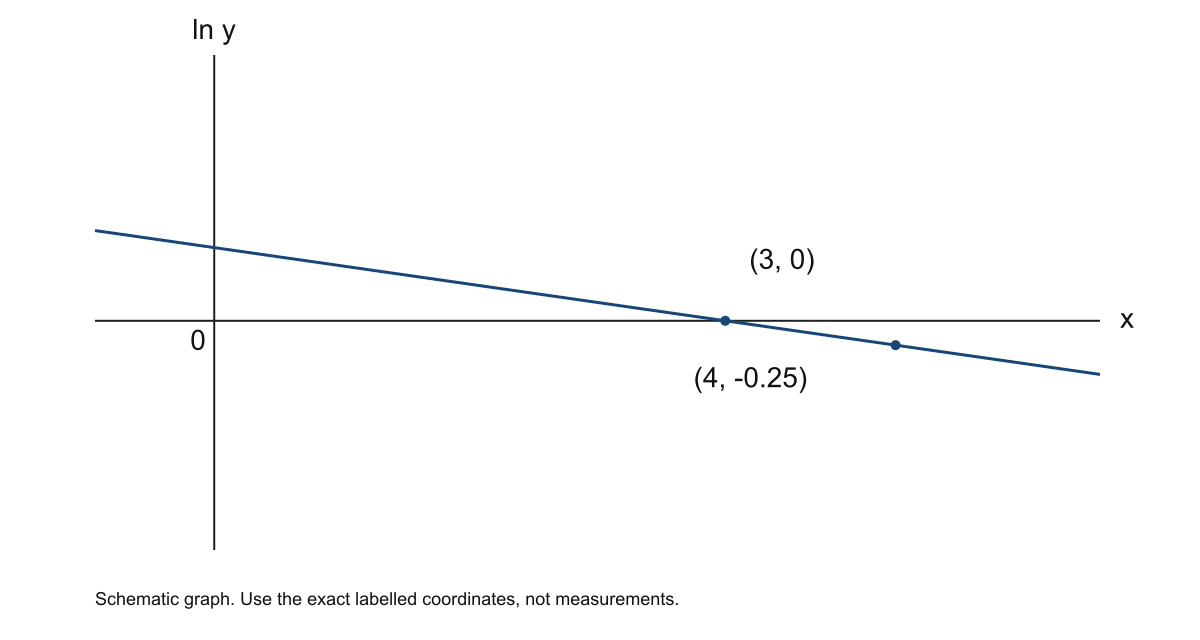 ln y
(3, 0)
x
0
(4, -0.25)
Schematic graph. Use the exact labelled coordinates, not measurements.